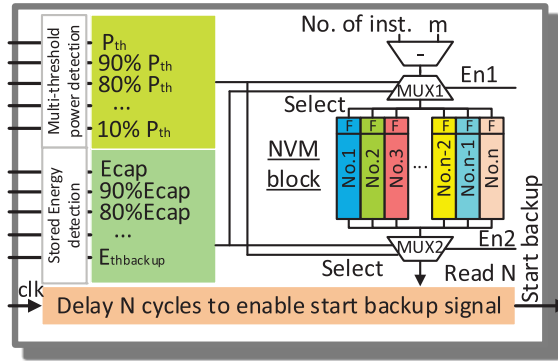 Multi-threshold
power detection
Pth
90% Pth
80% Pth
...
10% Pth
Stored Energy
detection
Ecap
90%Ecap
80%Ecap
...
Ethbackup
No. of inst. m
-
MUX1
En1
Select
NVM
block
F F F F F F
No.1
No.2
No.3
...
No.n-2
No.n-1
No.n
MUX2
En2
Select
Read N
Start backup
clk
Delay N cycles to enable start backup signal